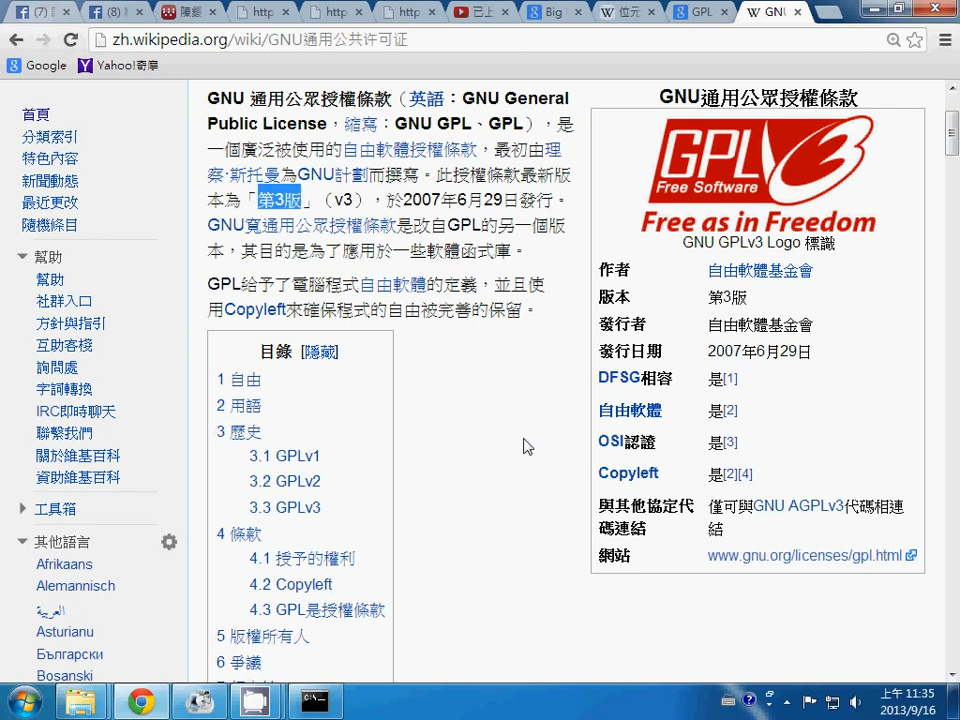 (7)
(8)
陳鍾
http
http
http
已上
Big
位元
GPL
GNU
zh.wikipedia.org/wiki/GNU通用公共许可证
Google
Yahoo!奇摩
首頁
分類索引
特色內容
新聞動態
最近更改
隨機條目
幫助
幫助
社群入口
方針與指引
互助客棧
詢問處
字詞轉換
IRC即時聊天
聯繫我們
關於維基百科
資助維基百科
工具箱
其他語言
Afrikaans
Alemannisch
العربية
Asturianu
Български
Bosanski
GNU 通用公眾授權條款（英語：GNU General
Public License，縮寫：GNU GPL、GPL），是
一個廣泛被使用的自由軟體授權條款，最初由理
察·斯托曼為GNU計劃而撰寫。此授權條款最新版
本為「第3版」（v3），於2007年6月29日發行。
GNU寬通用公眾授權條款是改自GPL的另一個版
本，其目的是為了應用於一些軟體函式庫。
GPL給予了電腦程式自由軟體的定義，並且使
用Copyleft來確保程式的自由被完善的保留。
目錄 [隱藏]
1 自由
2 用語
3 歷史
3.1 GPLv1
3.2 GPLv2
3.3 GPLv3
4 條款
4.1 授予的權利
4.2 Copyleft
4.3 GPL是授權條款
5 版權所有人
6 爭議
GNU通用公眾授權條款
GPL 3
Free Software
Free as in Freedom
GNU GPLv3 Logo 標識
作者 自由軟體基金會
版本 第3版
發行者 自由軟體基金會
發行日期 2007年6月29日
DFSG相容 是[1]
自由軟體 是[2]
OSI認證 是[3]
Copyleft 是[2][4]
與其他協定代 僅可與GNU AGPLv3代碼相連
碼連結 結
網站 www.gnu.org/licenses/gpl.html
上午 11:35
2013/9/16